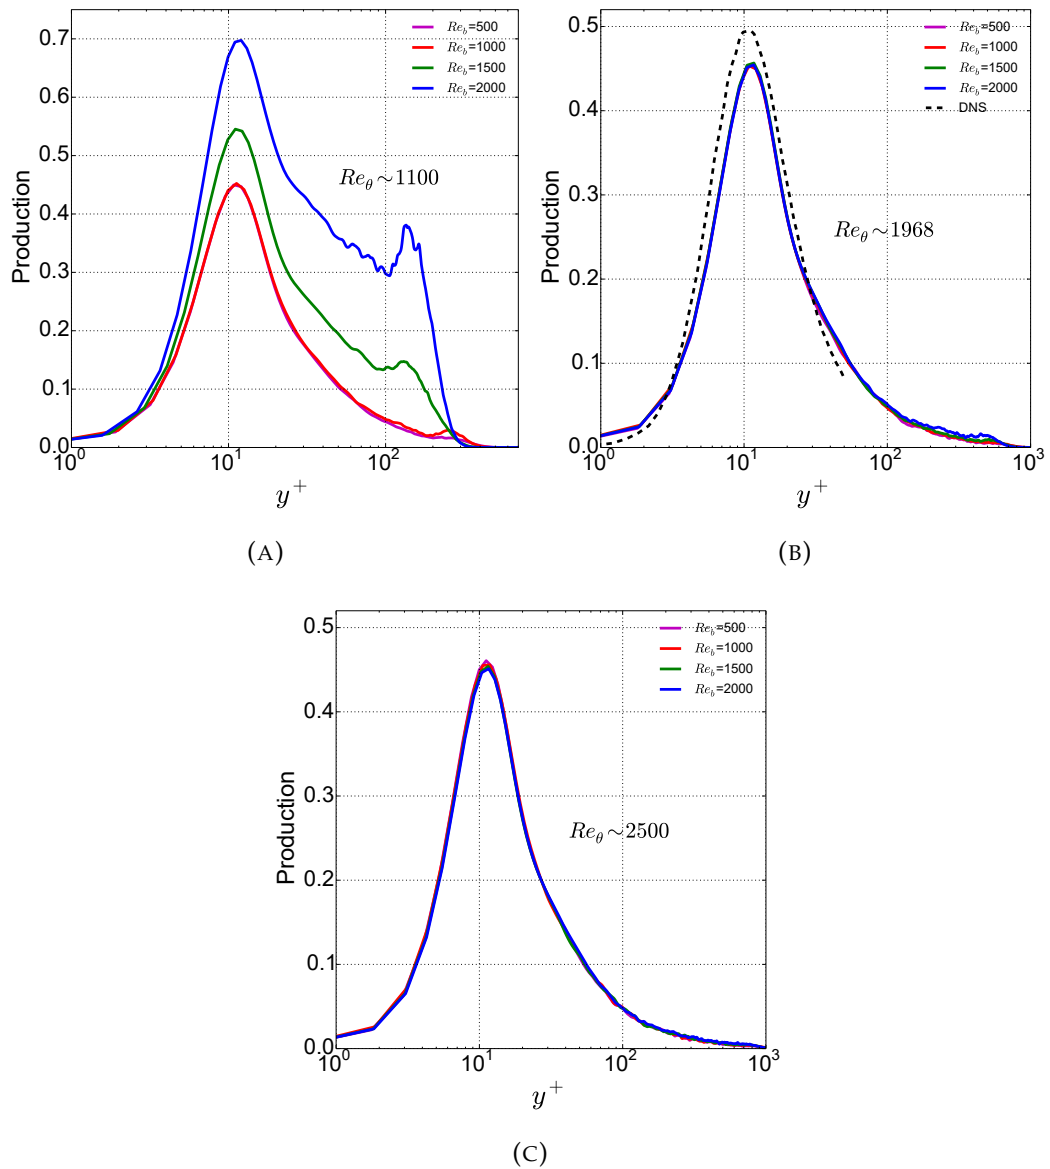 Re_b=500
Re_b=1000
Re_b=1500
Re_b=2000
0.7
0.6
0.5
0.4
0.3
0.2
0.1
0.0
Production
Re_θ∼1100
10^0
10^1
10^2
y^+
(A)
Re_b=500
Re_b=1000
Re_b=1500
Re_b=2000
DNS
0.5
0.4
0.3
0.2
0.1
0.0
Production
Re_θ∼1968
10^0
10^1
10^2
10^3
y^+
(B)
Re_b=500
Re_b=1000
Re_b=1500
Re_b=2000
0.5
0.4
0.3
0.2
0.1
0.0
Production
Re_θ∼2500
10^0
10^1
10^2
10^3
y^+
(C)